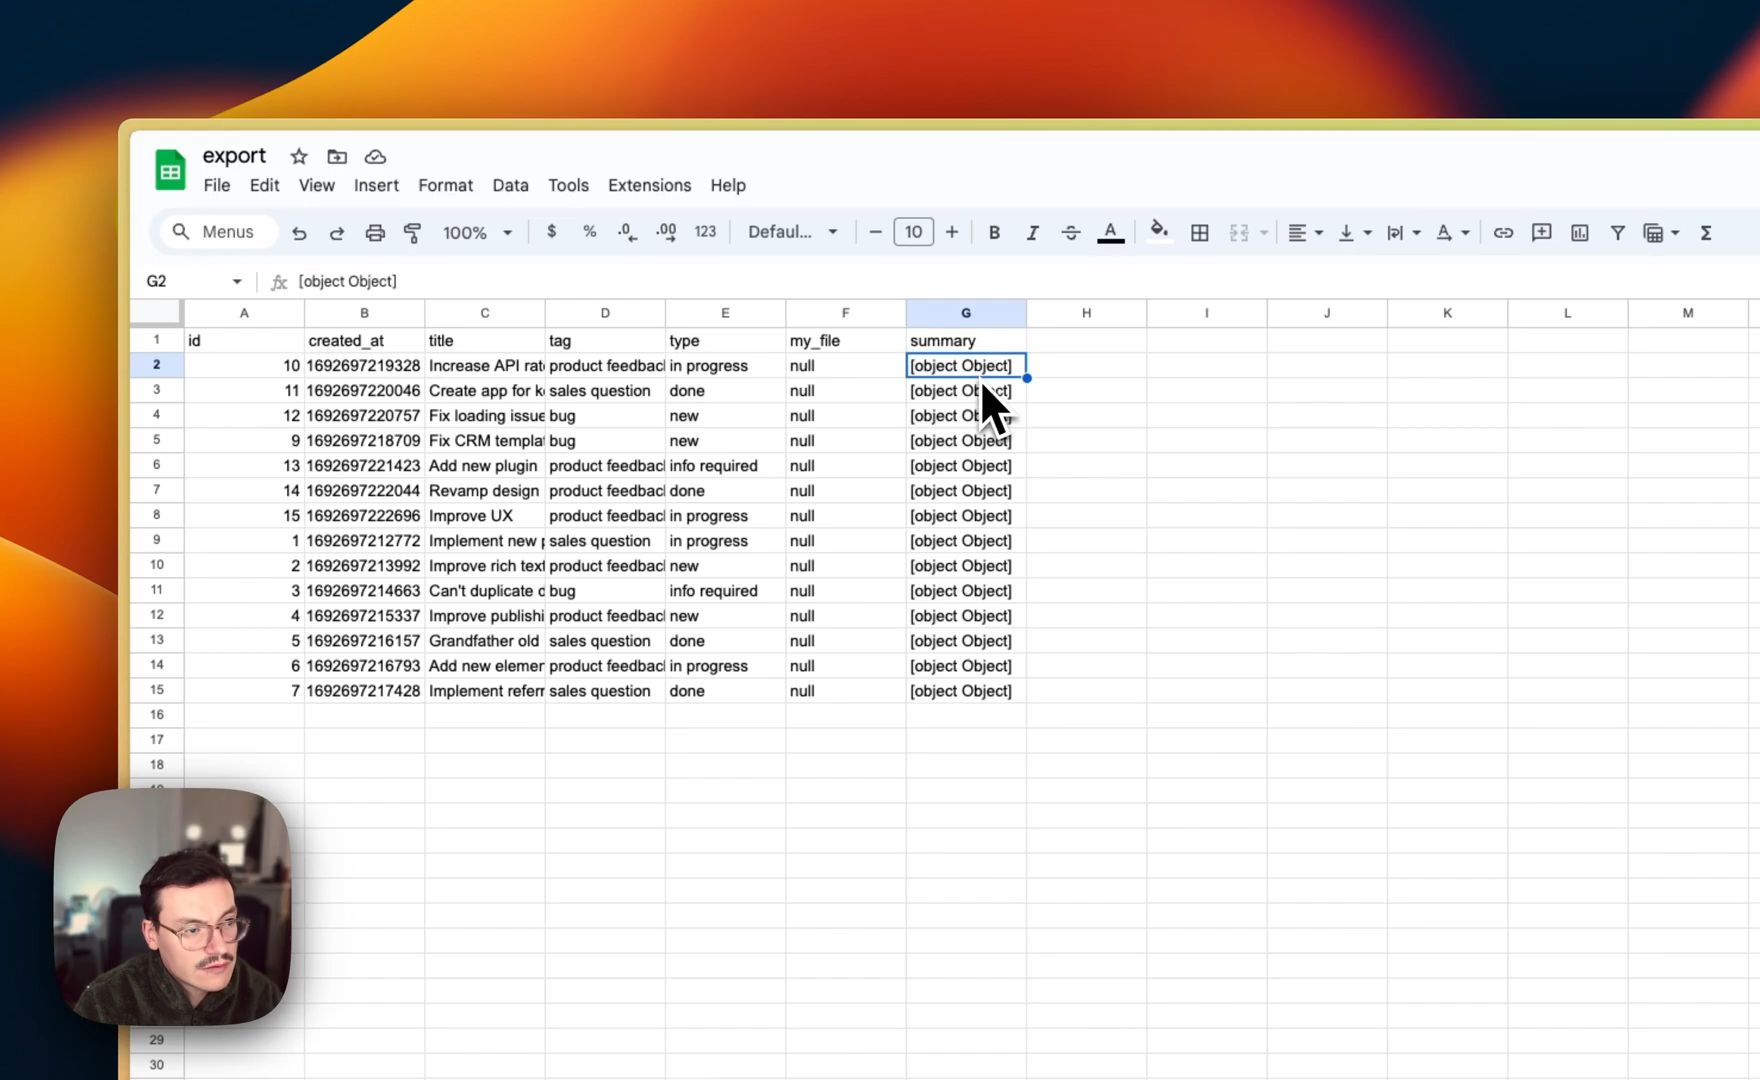 export
File Edit View Insert Format Data Tools Extensions Help
Menus 100% $ % .0 .00 123 Defaul... − 10 + B I A A Σ
G2 fx [object Object]
A B C D E F G H I J K L M
1 id created_at title tag type my_file summary
2 10 1692697219328 Increase API rat product feedbac in progress null [object Object]
3 11 1692697220046 Create app for k sales question done null [object Object]
4 12 1692697220757 Fix loading issue bug new null [object Object]
5 9 1692697218709 Fix CRM templat bug new null [object Object]
6 13 1692697221423 Add new plugin product feedbac info required null [object Object]
7 14 1692697222044 Revamp design product feedbac done null [object Object]
8 15 1692697222696 Improve UX product feedbac in progress null [object Object]
9 1 1692697212772 Implement new p sales question in progress null [object Object]
10 2 1692697213992 Improve rich text product feedbac new null [object Object]
11 3 1692697214663 Can't duplicate d bug info required null [object Object]
12 4 1692697215337 Improve publishi product feedbac new null [object Object]
13 5 1692697216157 Grandfather old sales question done null [object Object]
14 6 1692697216793 Add new elemen product feedbac in progress null [object Object]
15 7 1692697217428 Implement referr sales question done null [object Object]
16
17
18
29
30